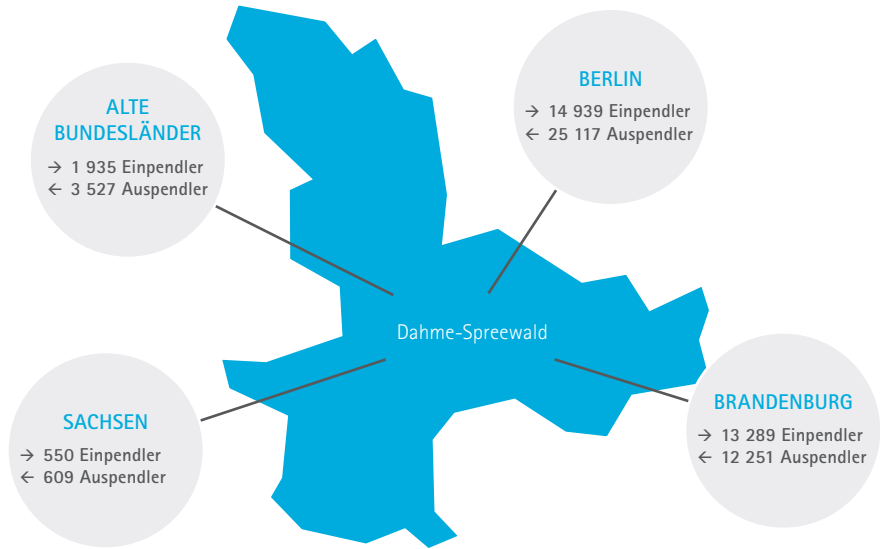 ALTE
BUNDESLÄNDER
→ 1 935 Einpendler
← 3 527 Auspendler
BERLIN
→ 14 939 Einpendler
← 25 117 Auspendler
Dahme-Spreewald
SACHSEN
→ 550 Einpendler
← 609 Auspendler
BRANDENBURG
→ 13 289 Einpendler
← 12 251 Auspendler